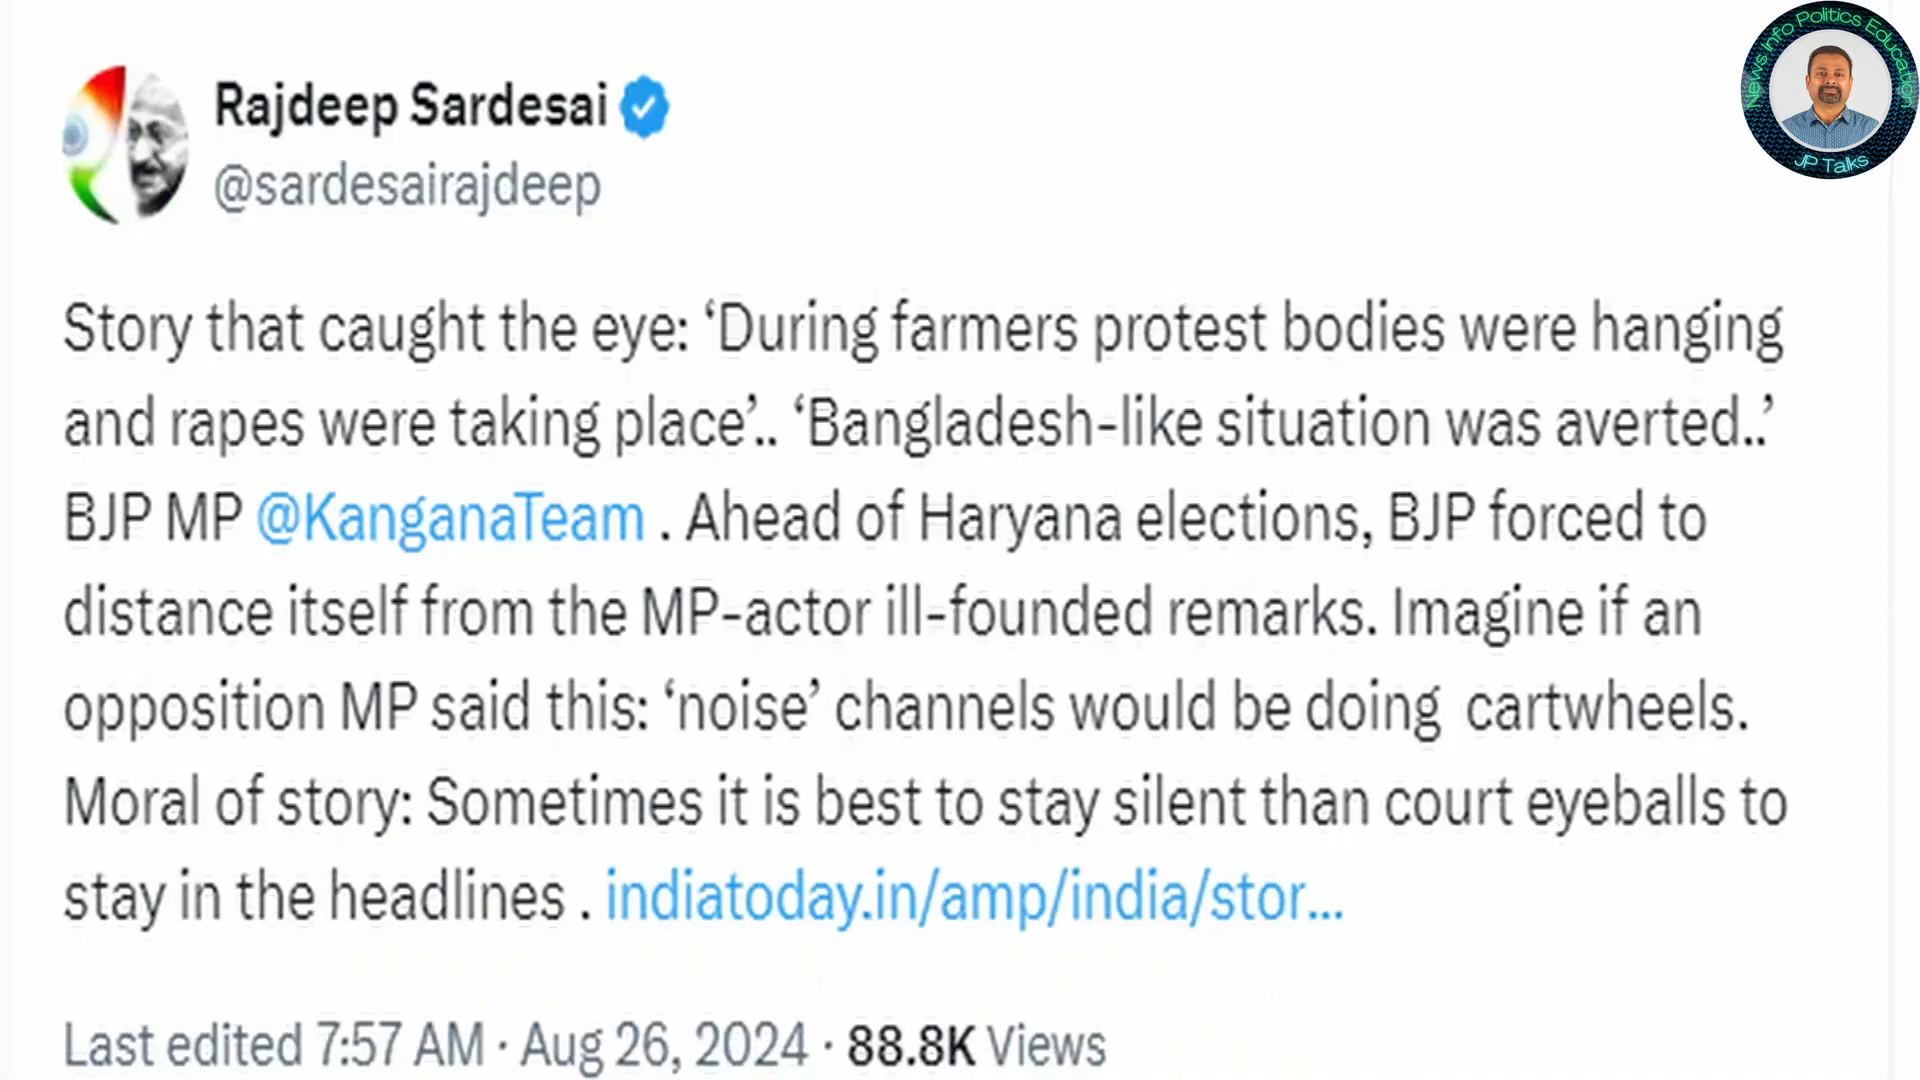 Rajdeep Sardesai
@sardesairajdeep
News Info Politics Education
JP Talks
Story that caught the eye: ‘During farmers protest bodies were hanging
and rapes were taking place’.. ‘Bangladesh-like situation was averted..’
BJP MP @KanganaTeam . Ahead of Haryana elections, BJP forced to
distance itself from the MP-actor ill-founded remarks. Imagine if an
opposition MP said this: ‘noise’ channels would be doing  cartwheels.
Moral of story: Sometimes it is best to stay silent than court eyeballs to
stay in the headlines . indiatoday.in/amp/india/stor...
Last edited 7:57 AM · Aug 26, 2024 · 88.8K Views